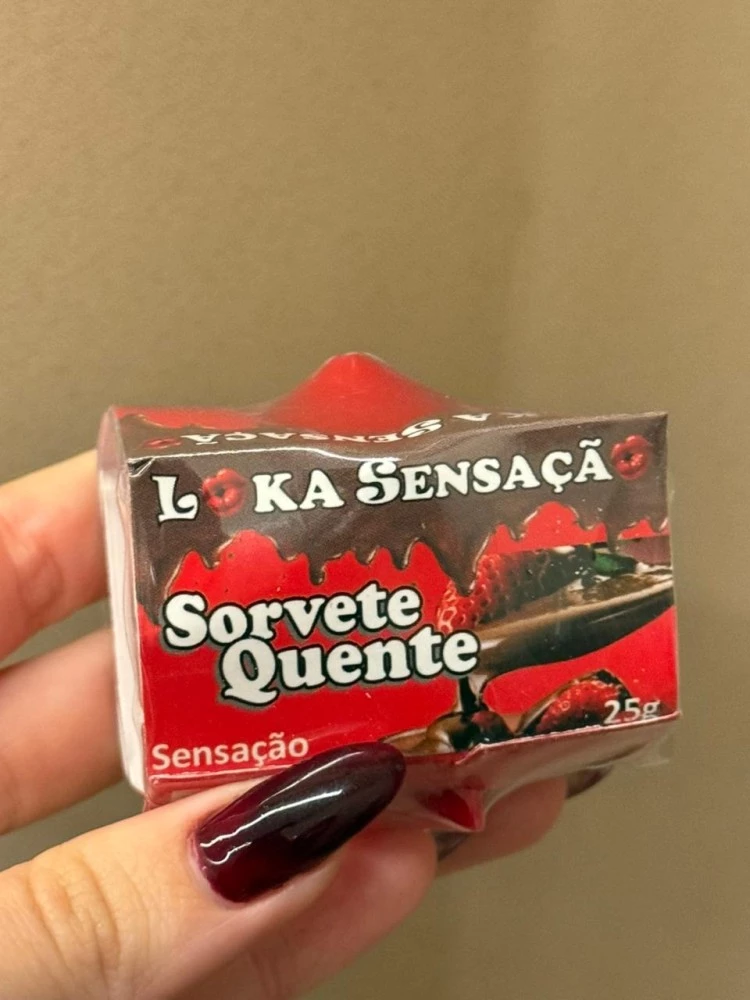 LOKA SENSAÇÃO
Sorvete
Quente
Sensação
25g